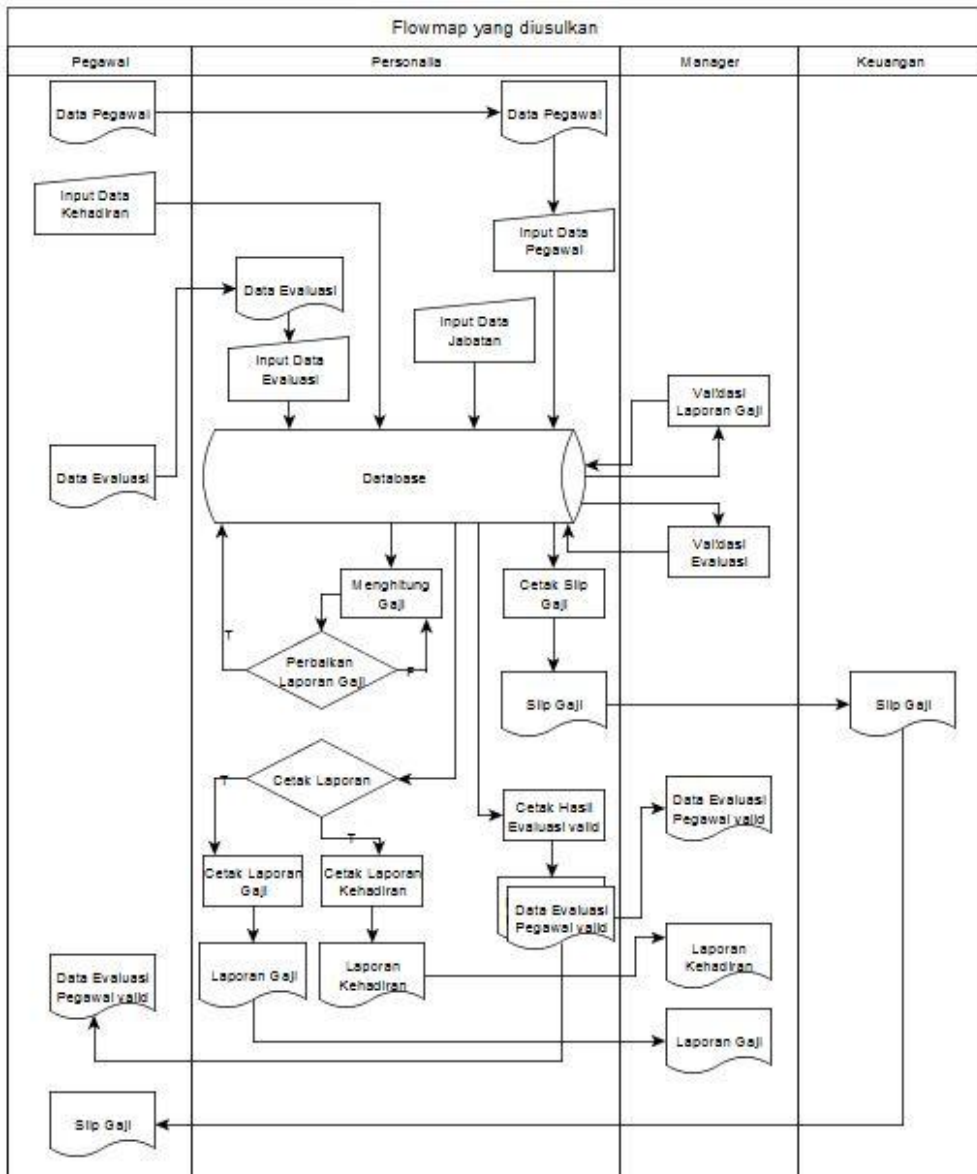 Flowmap yang diusulkan
Pegawai
Personalia
Manager
Keuangan
Data Pegawai
Data Pegawai
Input Data
Kehadiran
Input Data
Pegawai
Data Evaluasi
Input Data
Jabatan
Input Data
Evaluasi
Validasi
Laporan Gaji
Data Evaluasi
Database
Validasi
Evaluasi
Menghitung
Gaji
Cetak Slip
Gaji
T
Perbaikan
Laporan Gaji
Slip Gaji
Slip Gaji
T
Cetak Laporan
Cetak Hasil
Evaluasi valid
Data Evaluasi
Pegawai valid
T
Cetak Laporan
Gaji
Cetak Laporan
Kehadiran
Data Evaluasi
Pegawai valid
Data Evaluasi
Pegawai valid
Laporan Gaji
Laporan
Kehadiran
Laporan
Kehadiran
Laporan Gaji
Slip Gaji